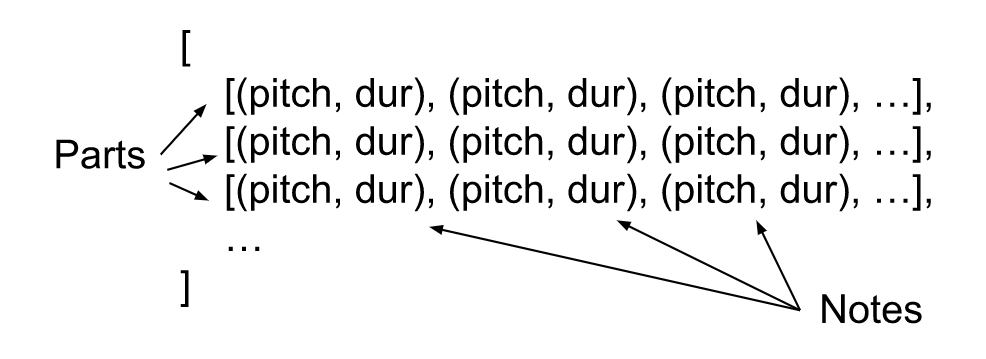 [
[(pitch, dur), (pitch, dur), (pitch, dur), …],
Parts
[(pitch, dur), (pitch, dur), (pitch, dur), …],
[(pitch, dur), (pitch, dur), (pitch, dur), …],
…
]
Notes